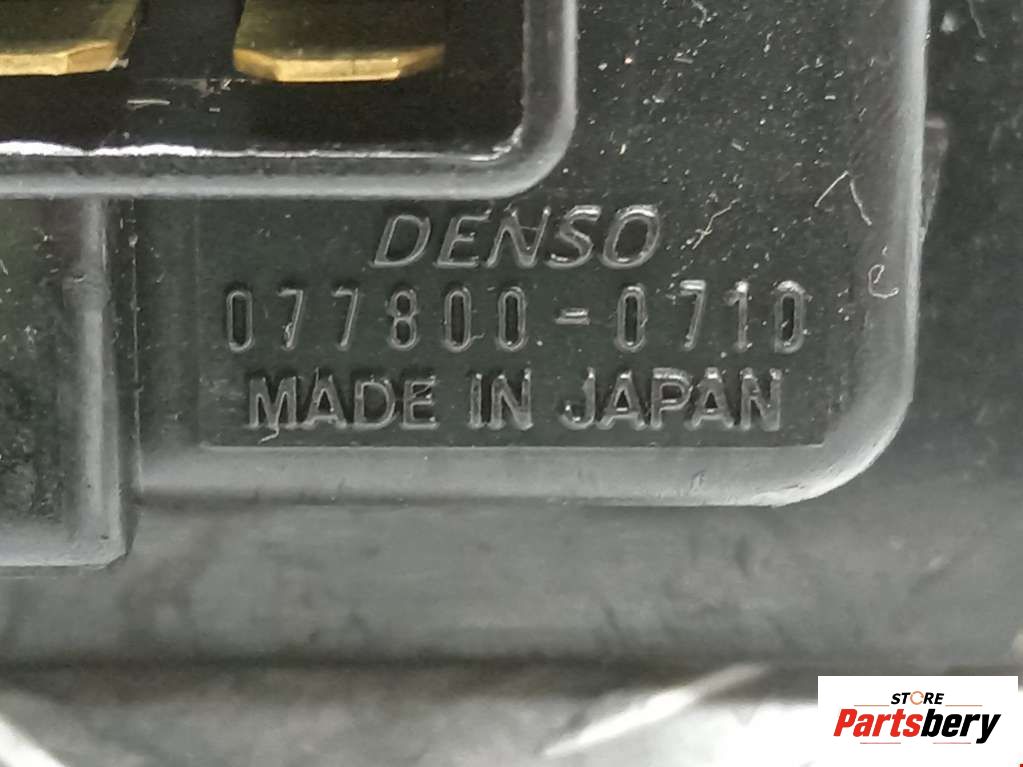 DENSO
077800-0710
MADE IN JAPAN
STORE
Partsbery